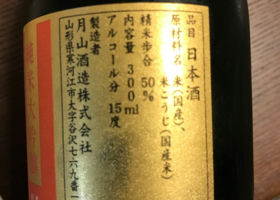 品目 日本酒
原材料名 米(国産)、
米こうじ(国産米)
精米歩合 50%
内容量 300ml
アルコール分 15度
製造者
月山酒造株式会社
山形県寒河江市大字谷沢七六九番一
純米大吟醸